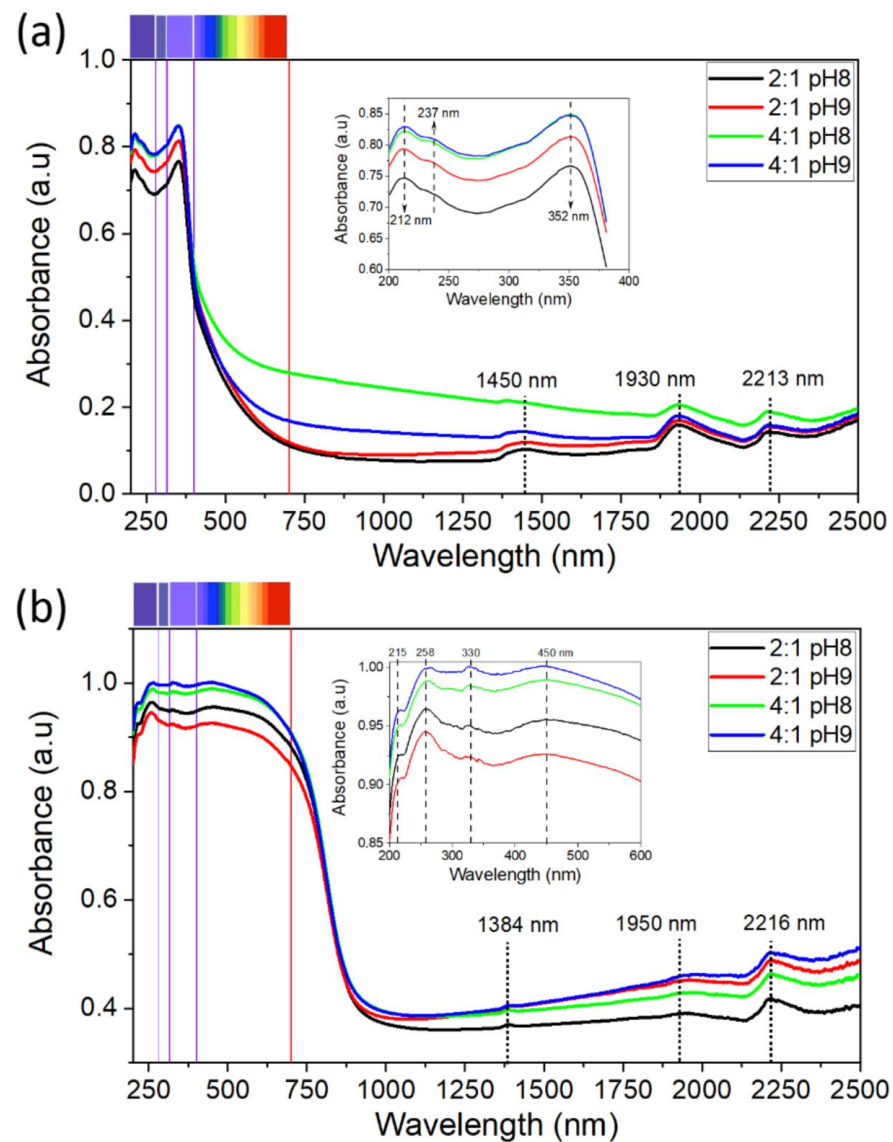 (a)
2:1 pH8
2:1 pH9
4:1 pH8
4:1 pH9
1.0
0.8
0.6
0.4
0.2
0.0
Absorbance (a.u)
0.85
0.80
0.75
0.70
0.65
0.60
Absorbance (a.u)
237 nm
212 nm
352 nm
200 250 300 350 400
Wavelength (nm)
1450 nm
1930 nm
2213 nm
250 500 750 1000 1250 1500 1750 2000 2250 2500
Wavelength (nm)
(b)
2:1 pH8
2:1 pH9
4:1 pH8
4:1 pH9
1.0
0.8
0.6
0.4
Absorbance (a.u)
215 258 330 450 nm
1.00
0.95
0.90
0.85
Absorbance (a.u)
200 300 400 500 600
Wavelength (nm)
1384 nm
1950 nm
2216 nm
250 500 750 1000 1250 1500 1750 2000 2250 2500
Wavelength (nm)